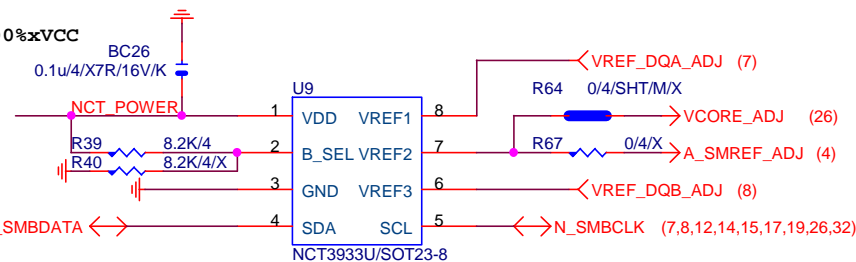 0%xVCC
BC26
0.1u/4/X7R/16V/K
U9
VREF_DQA_ADJ (7)
R64 0/4/SHT/M/X
NCT_POWER 1 VDD VREF1 8
VCORE_ADJ (26)
R39 8.2K/4
2 B_SEL VREF2 7 R67 0/4/X
A_SMREF_ADJ (4)
R40 8.2K/4/X
3 GND VREF3 6 VREF_DQB_ADJ (8)
_SMBDATA 4 SDA SCL 5 N_SMBCLK (7,8,12,14,15,17,19,26,32)
NCT3933U/SOT23-8